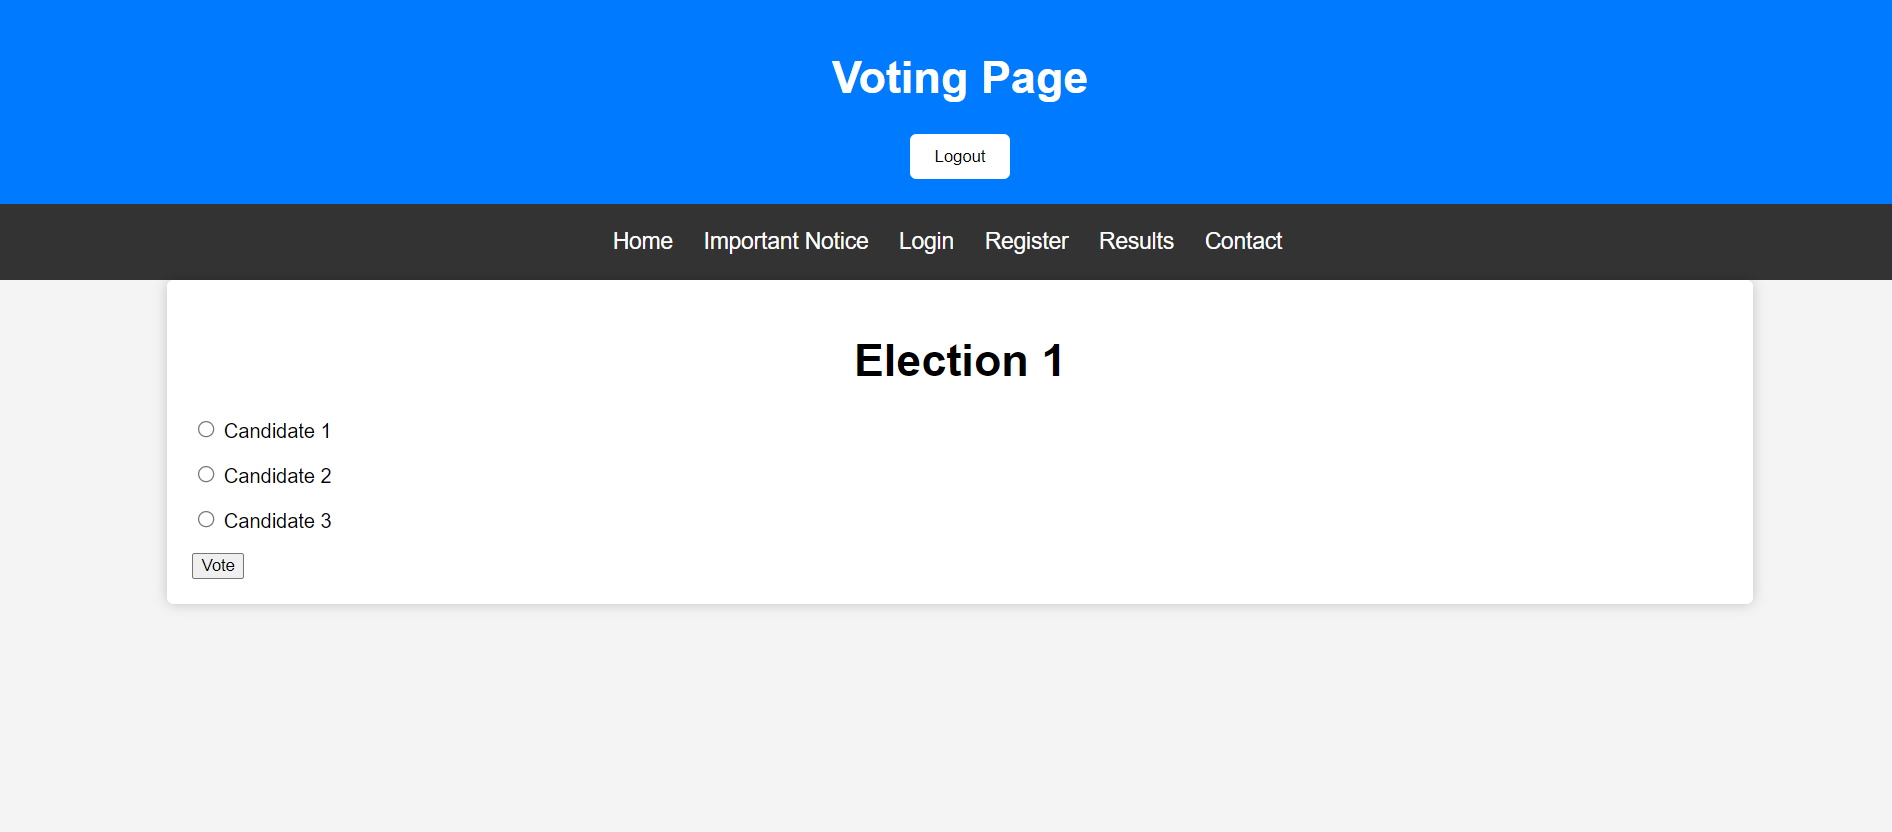 Voting Page
Logout
Home Important Notice Login Register Results Contact
Election 1
Candidate 1
Candidate 2
Candidate 3
Vote